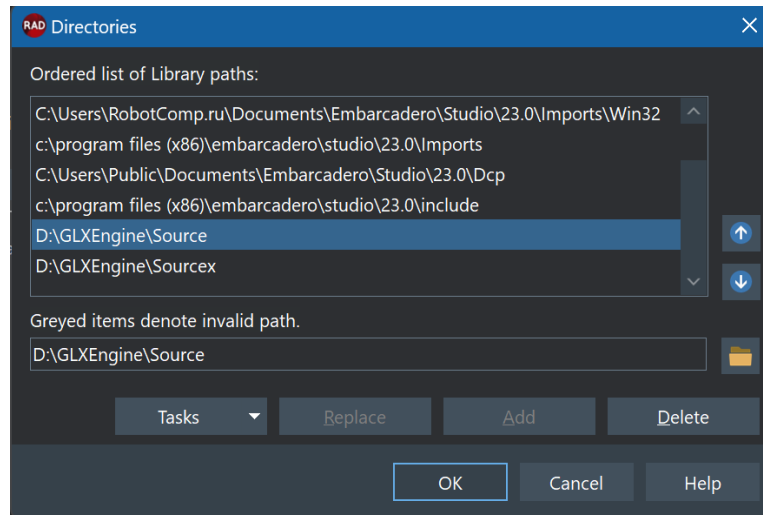 RAD Directories
Ordered list of Library paths:
C:\Users\RobotComp.ru\Documents\Embarcadero\Studio\23.0\Imports\Win32
c:\program files (x86)\embarcadero\studio\23.0\Imports
C:\Users\Public\Documents\Embarcadero\Studio\23.0\Dcp
c:\program files (x86)\embarcadero\studio\23.0\include
D:\GLXEngine\Source
D:\GLXEngine\Sourcex
Greyed items denote invalid path.
D:\GLXEngine\Source
Tasks Replace Add Delete
OK Cancel Help